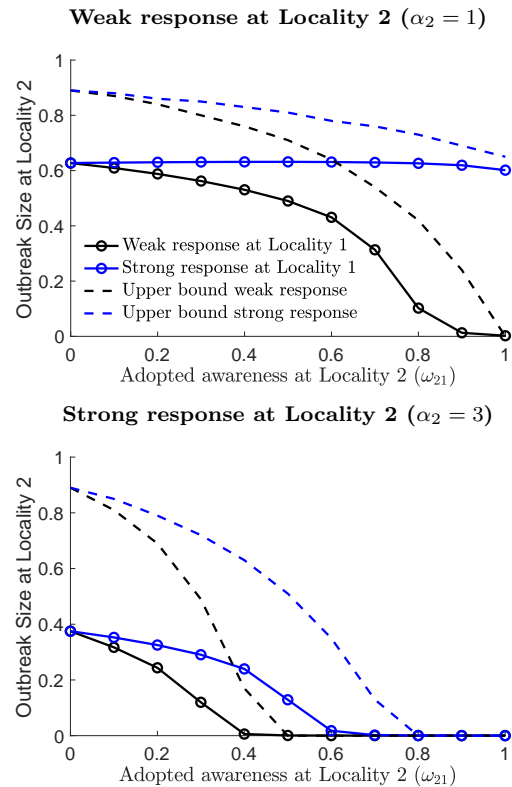 Weak response at Locality 2 (α₂ = 1)
1
0.8
0.6
0.4
0.2
0
Outbreak Size at Locality 2
Weak response at Locality 1
Strong response at Locality 1
Upper bound weak response
Upper bound strong response
0 0.2 0.4 0.6 0.8 1
Adopted awareness at Locality 2 (ω₂₁)
Strong response at Locality 2 (α₂ = 3)
1
0.8
0.6
0.4
0.2
0
Outbreak Size at Locality 2
0 0.2 0.4 0.6 0.8 1
Adopted awareness at Locality 2 (ω₂₁)